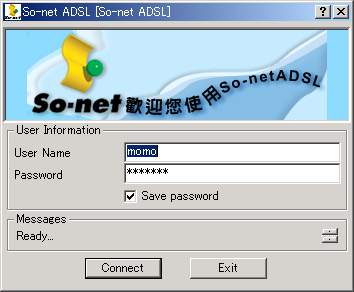 So-net ADSL [So-net ADSL]
So-net 歡迎您使用So-netADSL
User Information
User Name momo
Password *******
Save password
Messages
Ready...
Connect Exit